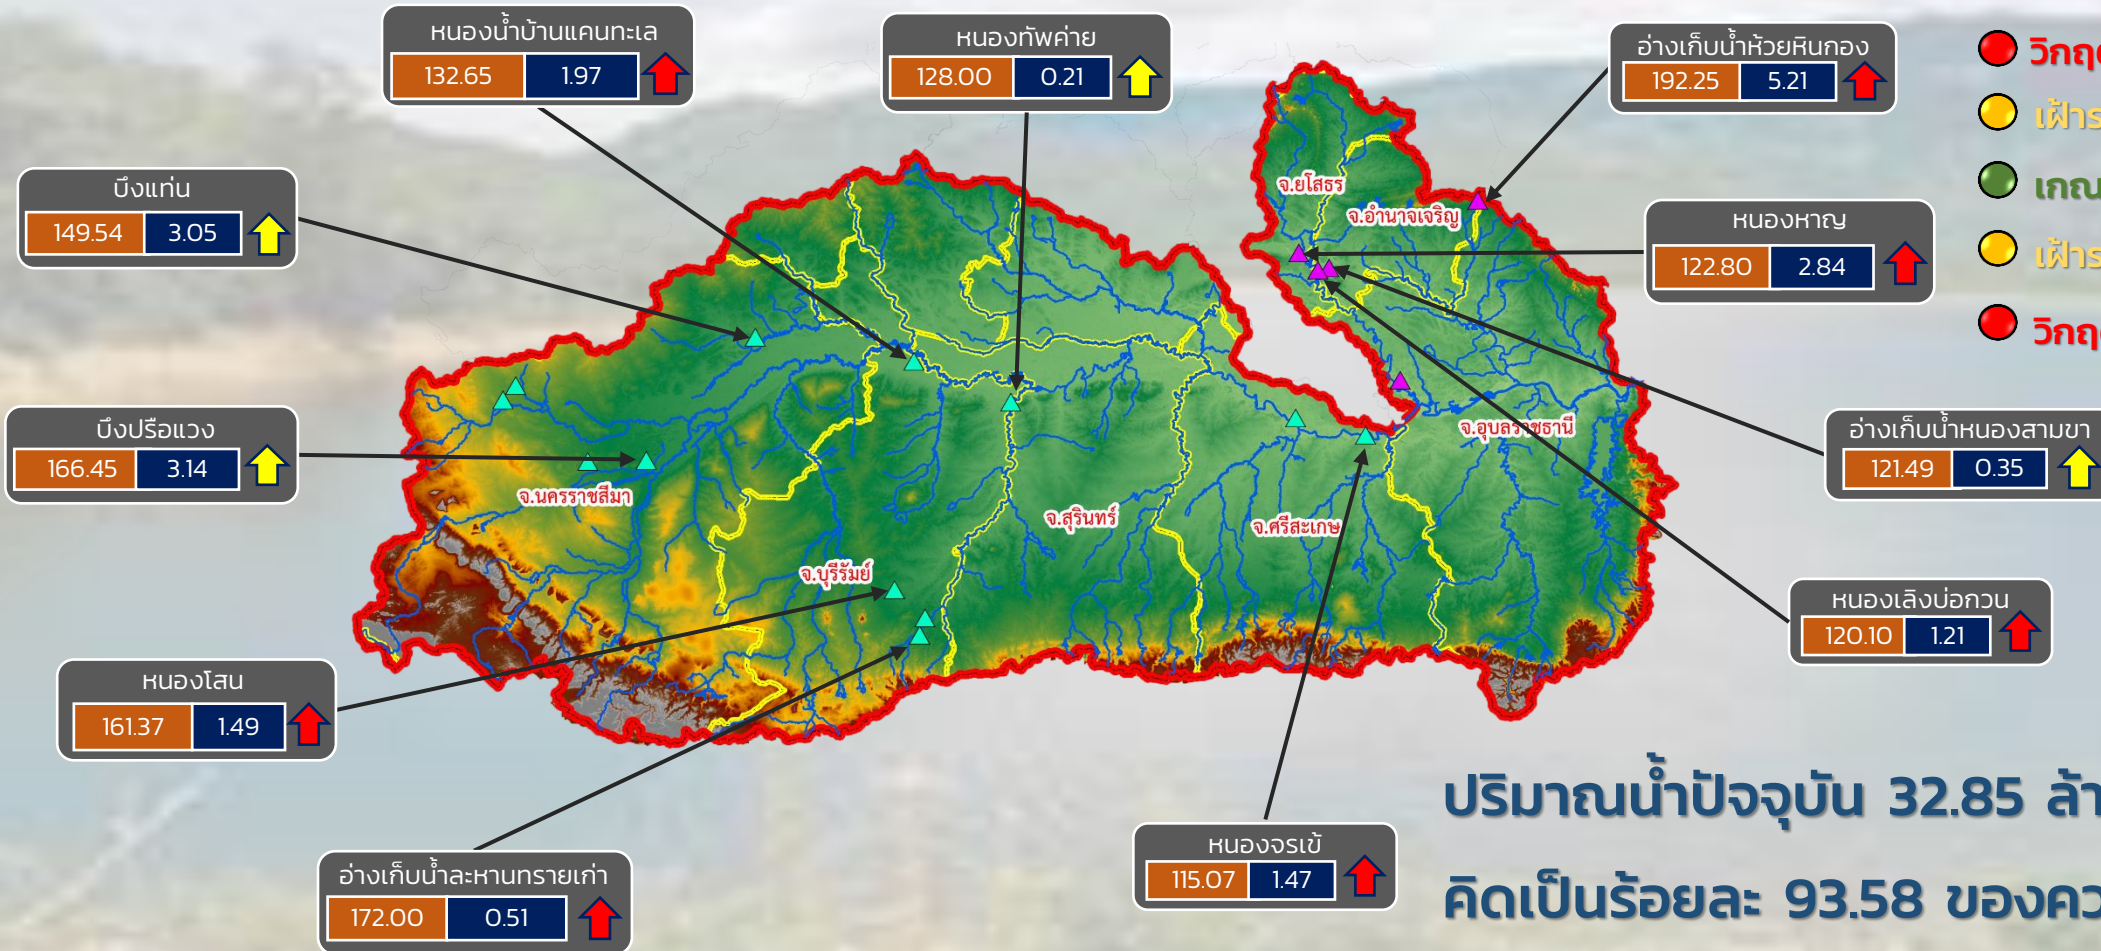 หนองน้ำบ้านแคนทะเล
132.65 1.97
หนองทัพค่าย
128.00 0.21
อ่างเก็บน้ำห้วยหินกอง
192.25 5.21
บึงแท่น
149.54 3.05
หนองหาญ
122.80 2.84
บึงปรือแวง
166.45 3.14
อ่างเก็บน้ำหนองสามขา
121.49 0.35
หนองเลิงบ่อกวน
120.10 1.21
หนองโสน
161.37 1.49
อ่างเก็บน้ำละหานทรายเก่า
172.00 0.51
หนองจรเข้
115.07 1.47
จ.ยโสธร
จ.อำนาจเจริญ
จ.อุบลราชธานี
จ.นครราชสีมา
จ.สุรินทร์
จ.ศรีสะเกษ
จ.บุรีรัมย์
วิกฤต
เฝ้าร
เกณ
เฝ้าร
วิกฤต
ปริมาณน้ำปัจจุบัน 32.85 ล้า
คิดเป็นร้อยละ 93.58 ของคว